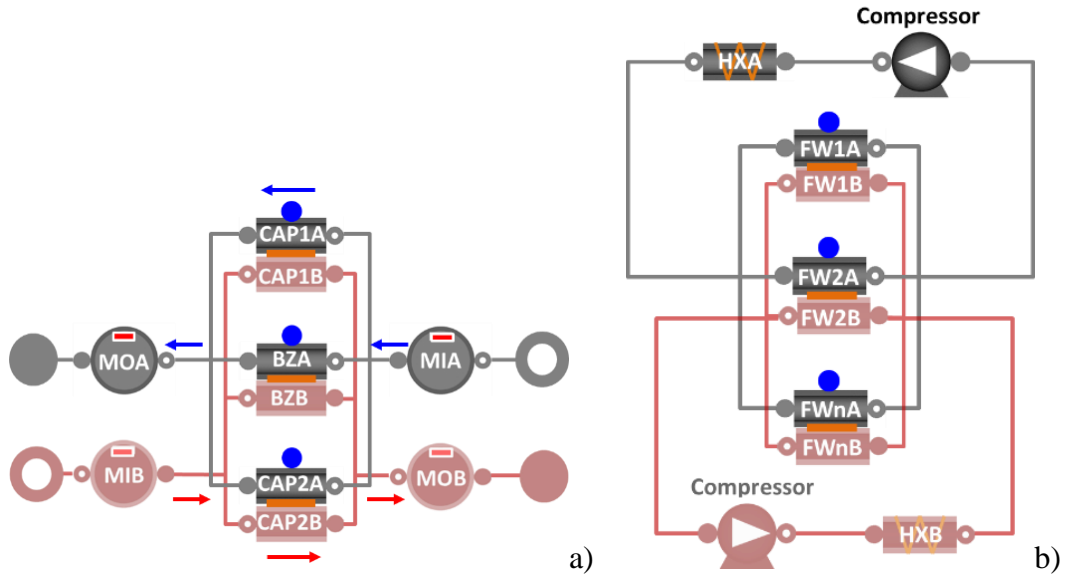 CAP1A
CAP1B
MOA
BZA
MIA
BZB
MIB
CAP2A
MOB
CAP2B
a)
Compressor
HXA
FW1A
FW1B
FW2A
FW2B
FWnA
FWnB
Compressor
HXB
b)